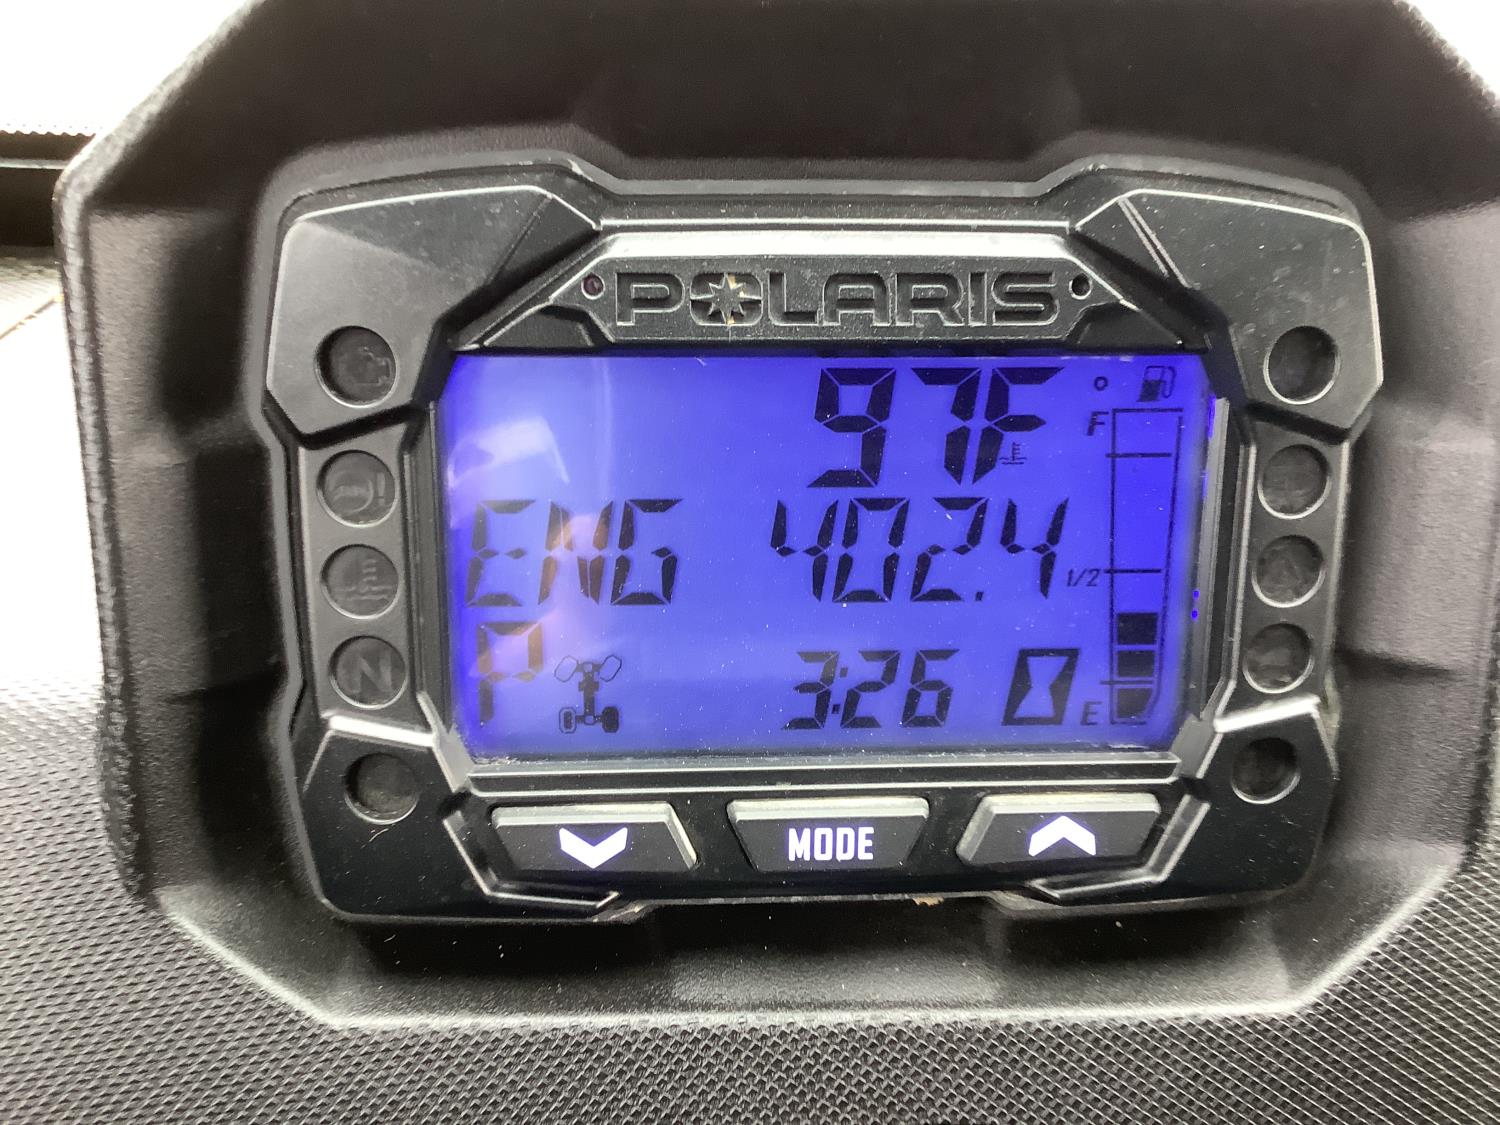 POLARIS
97F °
F
ENG 402.4
1/2
P 3:26
E
N
MODE